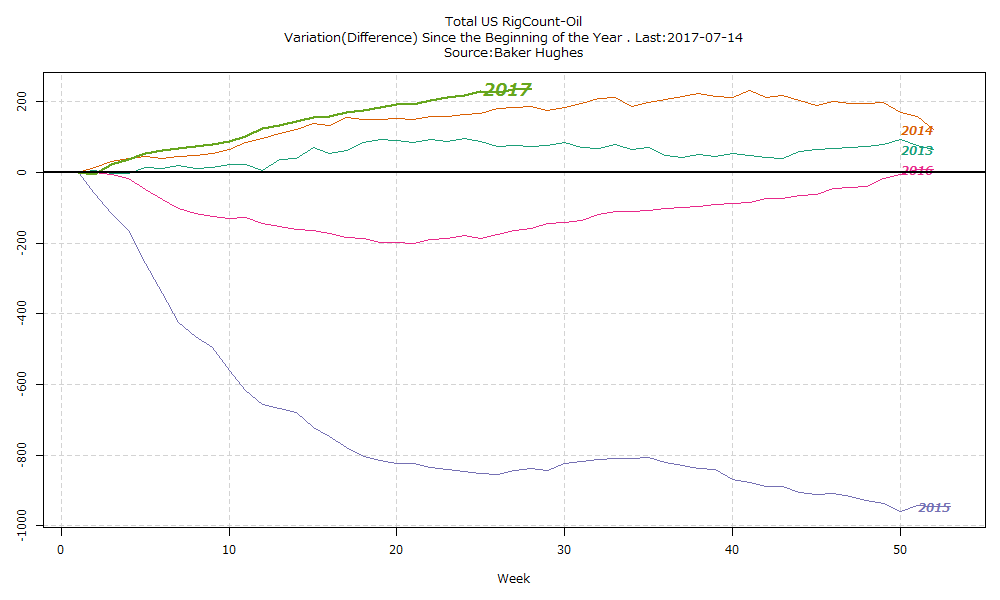 Total US RigCount-Oil
Variation(Difference) Since the Beginning of the Year . Last:2017-07-14
Source:Baker Hughes
200
0
-200
-400
-600
-800
-1000
2017
2014
2013
2016
2015
0 10 20 30 40 50
Week